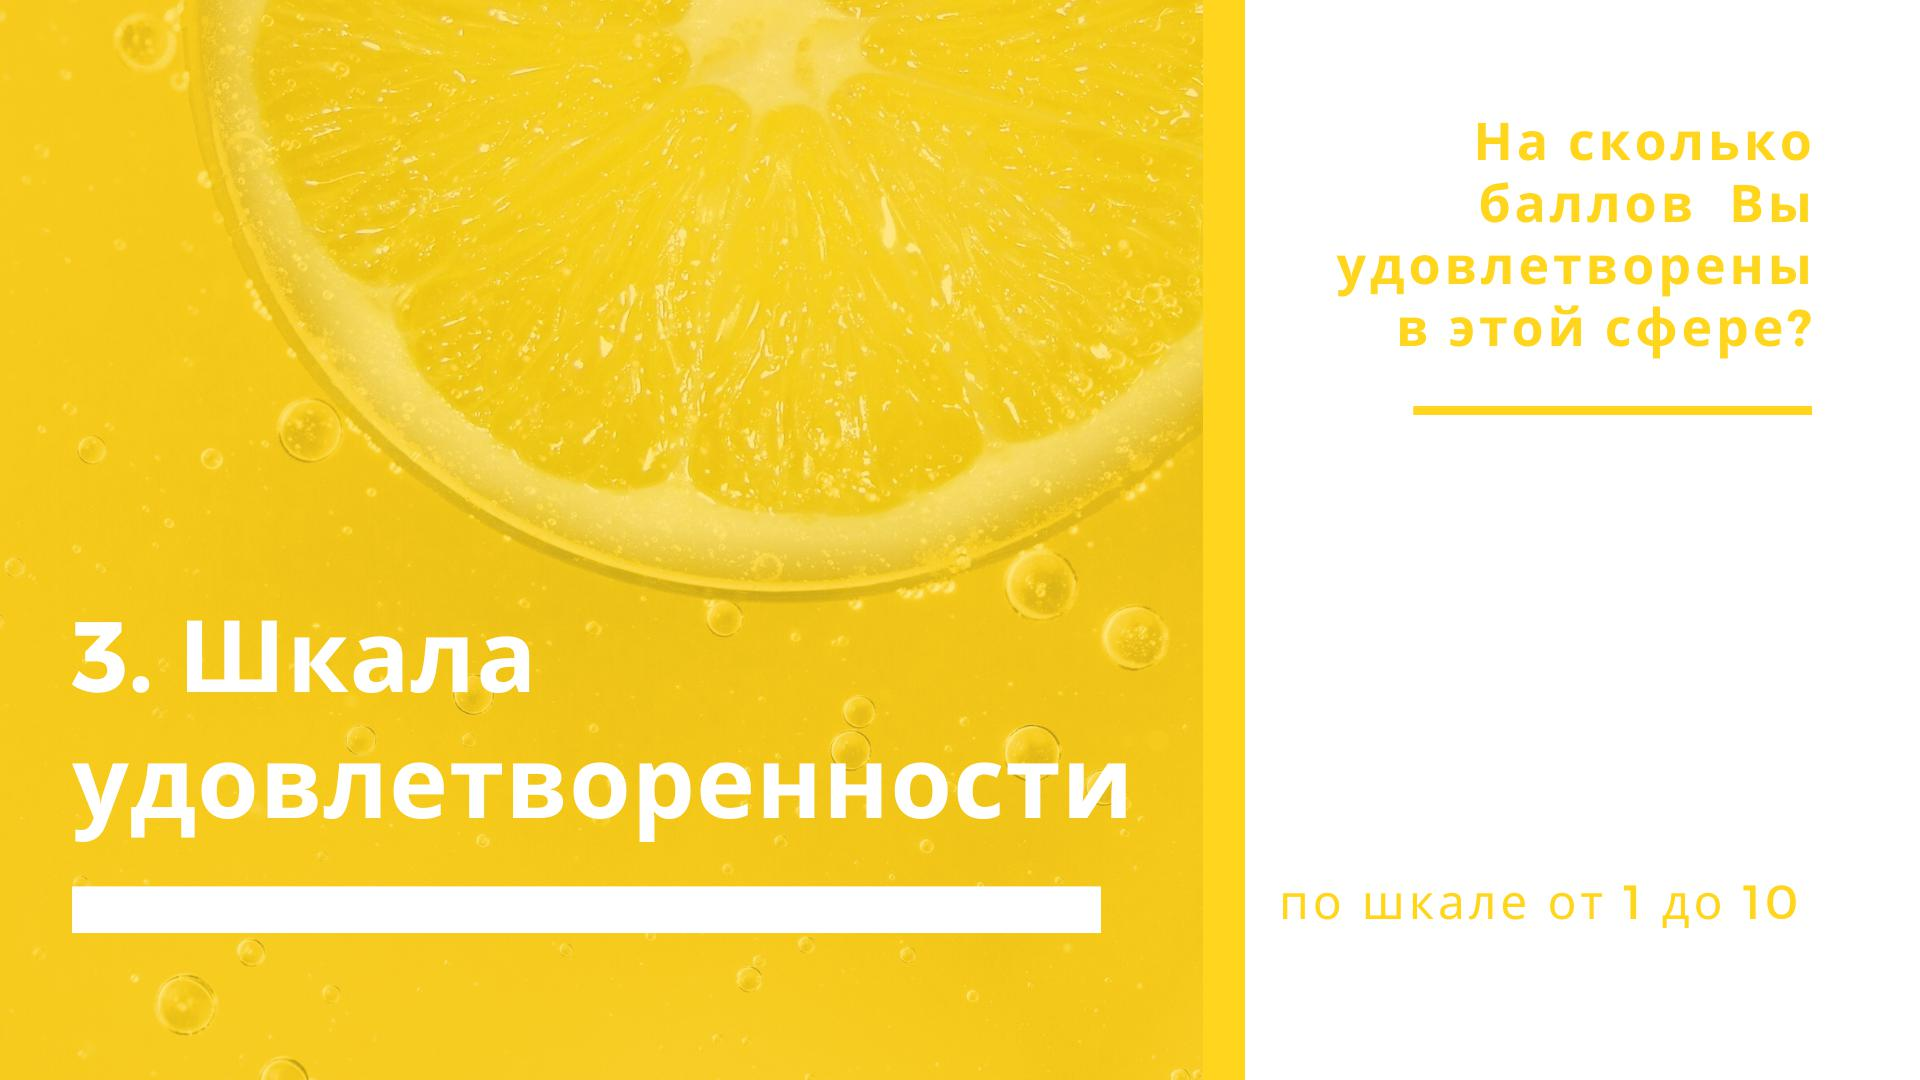 3. Шкала
удовлетворенности
На сколько
баллов Вы
удовлетворены
в этой сфере?
по шкале от 1 до 10